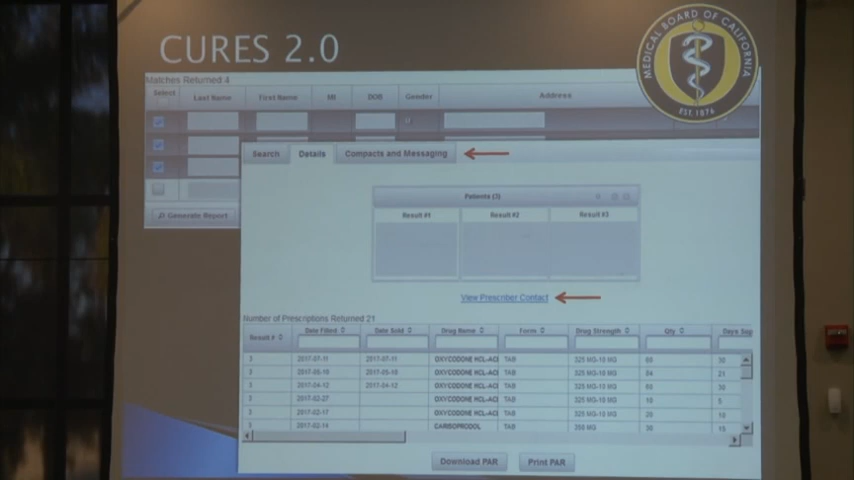 CURES 2.0
MEDICAL BOARD OF CALIFORNIA
EST. 1876
Matches Returned 4
Select Last Name First Name MI DOB Gender Address
Search Details Compacts and Messaging
Patients (3)
Result #1 Result #2 Result #3
Generate Report
View Prescriber Contact
Number of Prescriptions Returned 21
Result # Date Filled Date Sold Drug Name Form Drug Strength Qty Days Sup
3 2017-07-11 2017-07-11 OXYCODONE HCL-ACE TAB 325 MG-10 MG 60 30
3 2017-05-10 2017-05-10 OXYCODONE HCL-ACE TAB 325 MG-10 MG 84 21
3 2017-04-12 2017-04-12 OXYCODONE HCL-ACE TAB 325 MG-10 MG 60 30
3 2017-02-27 OXYCODONE HCL-ACE TAB 325 MG-10 MG 10 5
3 2017-02-17 OXYCODONE HCL-ACE TAB 325 MG-10 MG 20 10
3 2017-02-14 CARISOPRODOL TAB 350 MG 30 15
Download PAR Print PAR